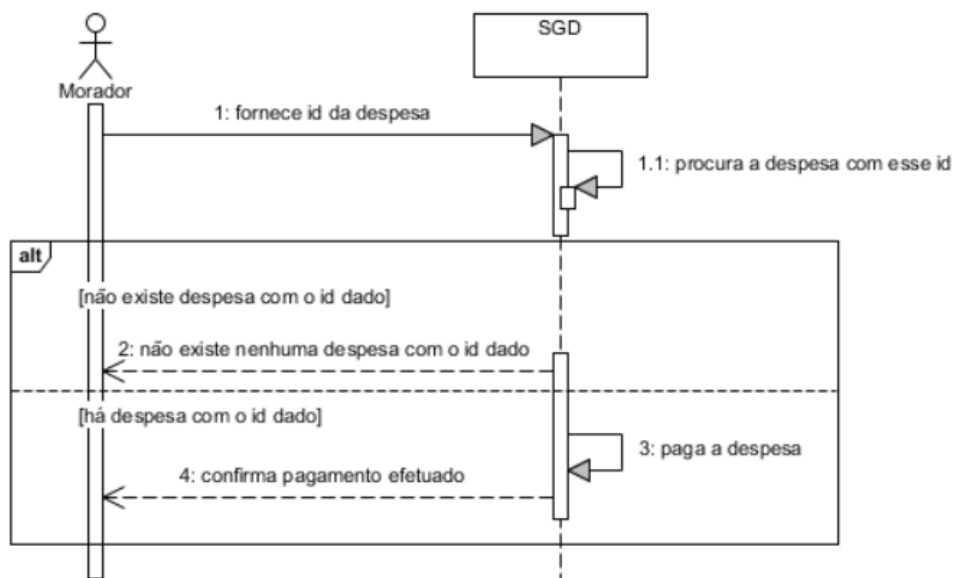 SGD
Morador
1: fornece id da despesa
1.1: procura a despesa com esse id
alt
[não existe despesa com o id dado]
2: não existe nenhuma despesa com o id dado
[há despesa com o id dado]
3: paga a despesa
4: confirma pagamento efetuado